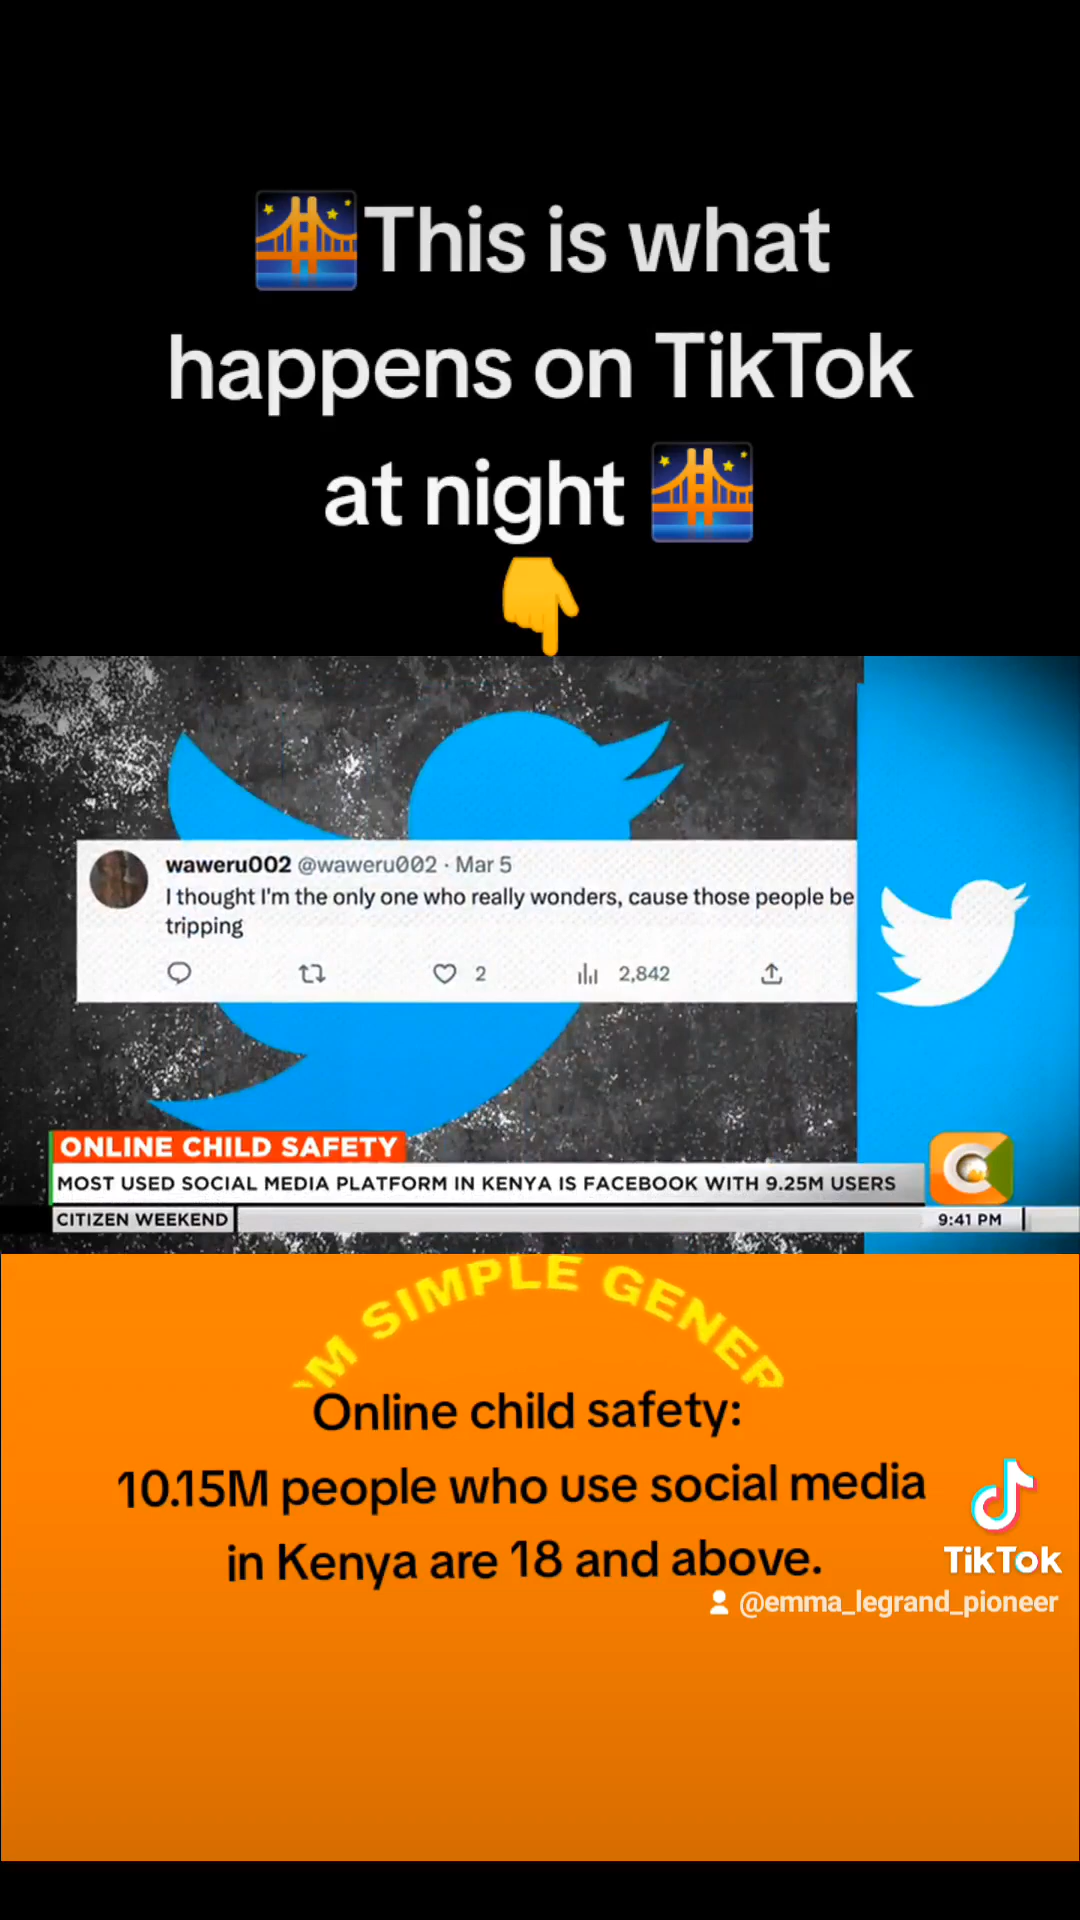 This is what
happens on TikTok
at night
waweru002 @waweru002 · Mar 5
I thought I'm the only one who really wonders, cause those people be
tripping
2 2,842
ONLINE CHILD SAFETY
MOST USED SOCIAL MEDIA PLATFORM IN KENYA IS FACEBOOK WITH 9.25M USERS
CITIZEN WEEKEND 9:41 PM
SIMPLE
Online child safety:
10.15M people who use social media
in Kenya are 18 and above.
TikTok
@emma_legrand_pioneer